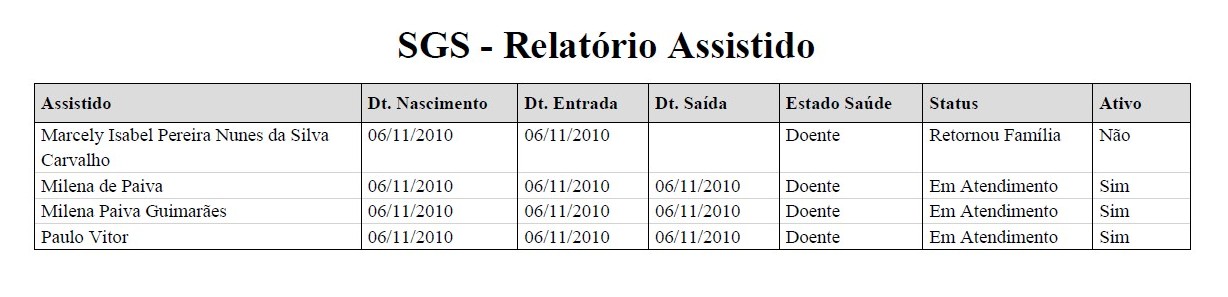 SGS - Relatório Assistido
Assistido Dt. Nascimento Dt. Entrada Dt. Saída Estado Saúde Status Ativo
Marcely Isabel Pereira Nunes da Silva 06/11/2010 06/11/2010 Doente Retornou Família Não
Carvalho
Milena de Paiva 06/11/2010 06/11/2010 06/11/2010 Doente Em Atendimento Sim
Milena Paiva Guimarães 06/11/2010 06/11/2010 06/11/2010 Doente Em Atendimento Sim
Paulo Vitor 06/11/2010 06/11/2010 06/11/2010 Doente Em Atendimento Sim